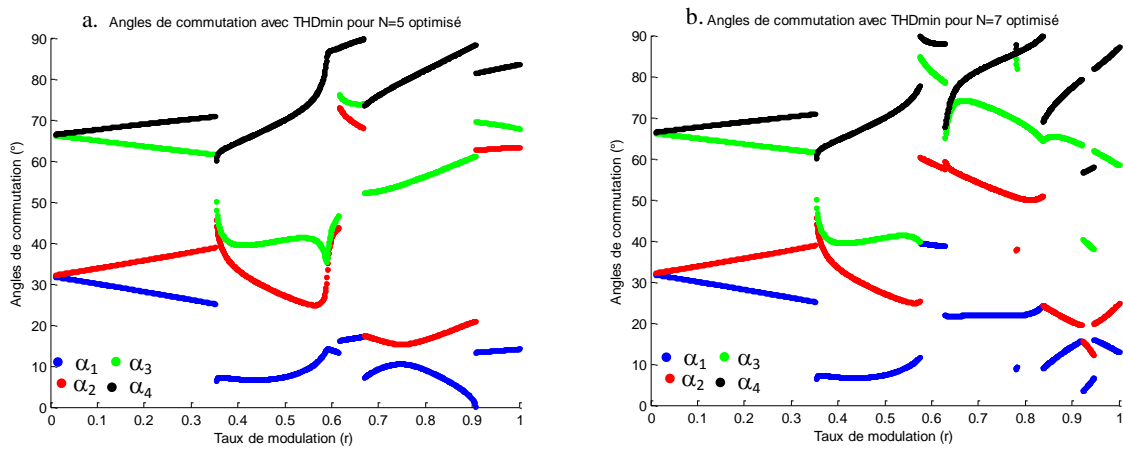 a. Angles de commutation avec THDmin pour N=5 optimisé
Angles de commutation (°)
90
80
70
60
50
40
30
20
10
0
α1 α3
α2 α4
0 0.1 0.2 0.3 0.4 0.5 0.6 0.7 0.8 0.9 1
Taux de modulation (r)
b. Angles de commutation avec THDmin pour N=7 optimisé
Angles de commutation (°)
90
80
70
60
50
40
30
20
10
0
α1 α3
α2 α4
0 0.1 0.2 0.3 0.4 0.5 0.6 0.7 0.8 0.9 1
Taux de modulation (r)